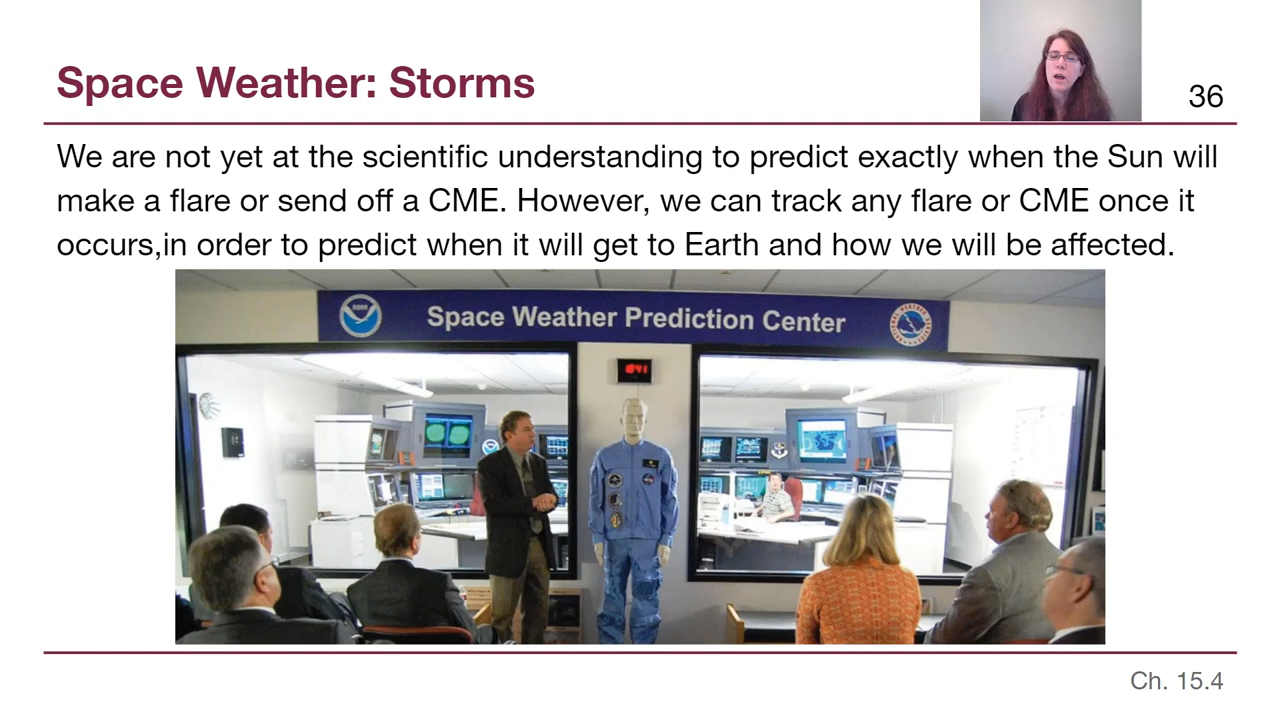 Space Weather: Storms
36
We are not yet at the scientific understanding to predict exactly when the Sun will
make a flare or send off a CME. However, we can track any flare or CME once it
occurs,in order to predict when it will get to Earth and how we will be affected.
Space Weather Prediction Center
Ch. 15.4